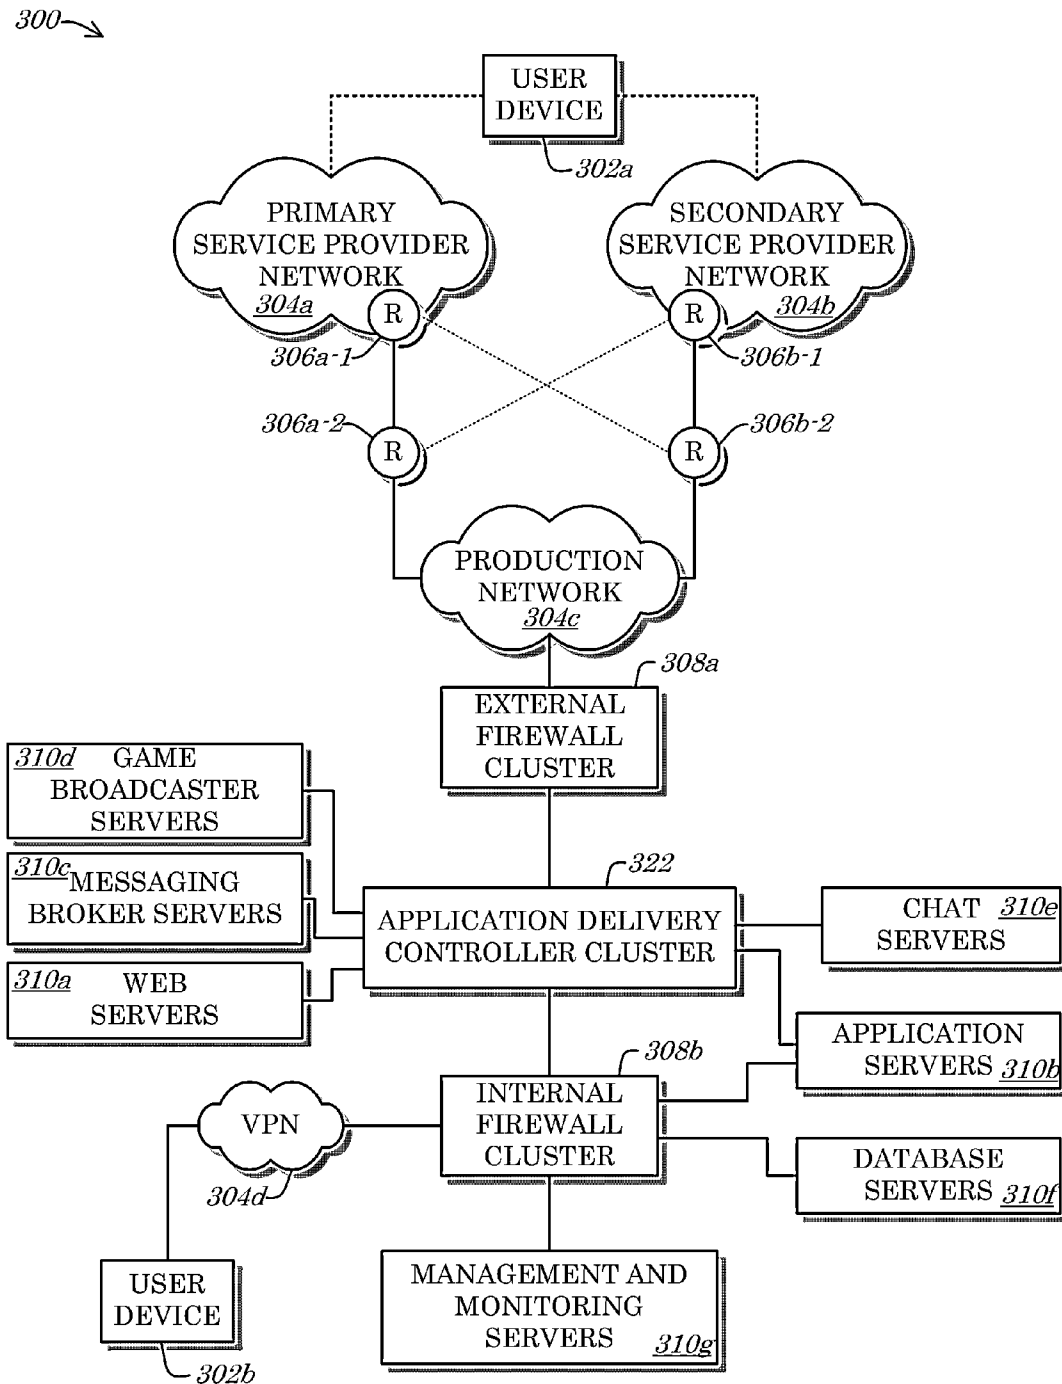 300
USER
DEVICE
302a
PRIMARY
SERVICE PROVIDER
NETWORK
304a
SECONDARY
SERVICE PROVIDER
NETWORK
304b
R
R
306a-1
306b-1
306a-2
306b-2
R
R
PRODUCTION
NETWORK
304c
308a
EXTERNAL
FIREWALL
CLUSTER
310d GAME
BROADCASTER
SERVERS
310c
MESSAGING
BROKER SERVERS
310a WEB
SERVERS
322
APPLICATION DELIVERY
CONTROLLER CLUSTER
CHAT 310e
SERVERS
APPLICATION
SERVERS 310b
308b
INTERNAL
FIREWALL
CLUSTER
VPN
304d
DATABASE
SERVERS 310f
USER
DEVICE
302b
MANAGEMENT AND
MONITORING
SERVERS 310g